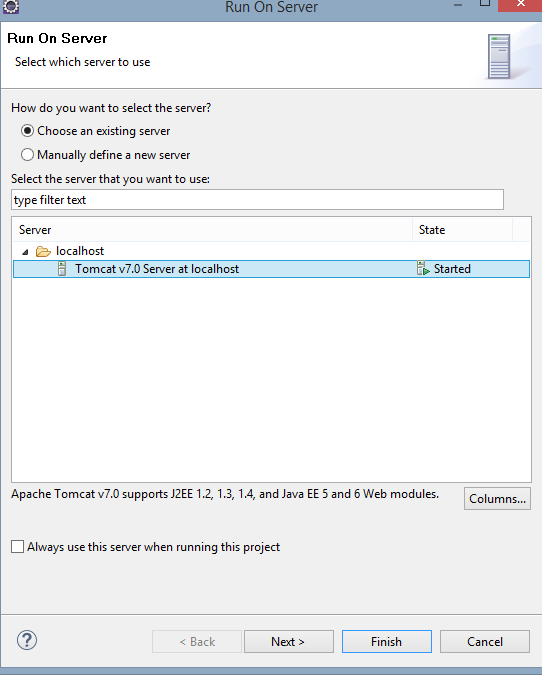 Run On Server
Run On Server
Select which server to use
How do you want to select the server?
Choose an existing server
Manually define a new server
Select the server that you want to use:
type filter text
Server State
localhost
Tomcat v7.0 Server at localhost Started
Apache Tomcat v7.0 supports J2EE 1.2, 1.3, 1.4, and Java EE 5 and 6 Web modules.
Columns...
Always use this server when running this project
? < Back Next > Finish Cancel